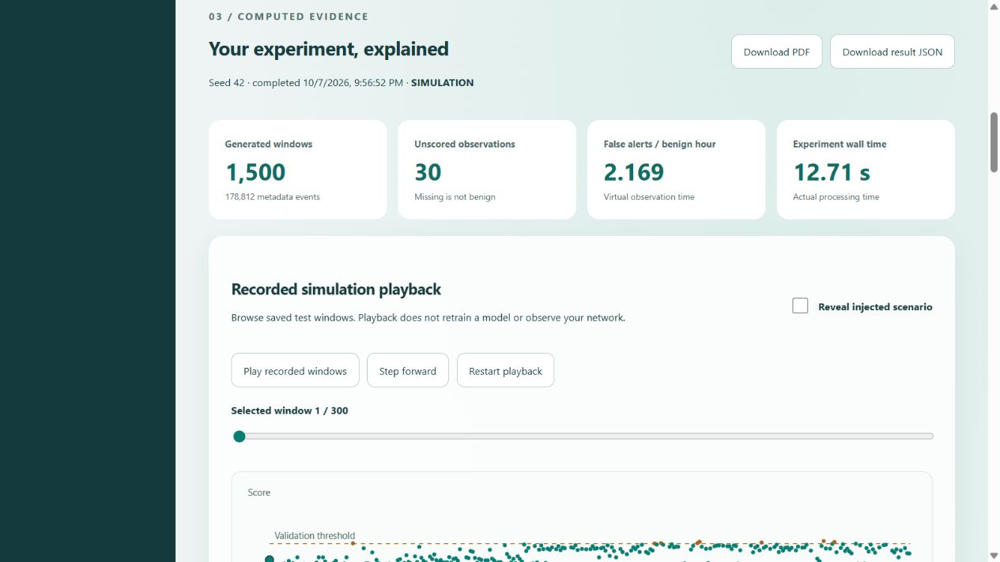 03 / COMPUTED EVIDENCE
Your experiment, explained
Download PDF
Download result JSON
Seed 42 · completed 10/7/2026, 9:56:52 PM · SIMULATION
Generated windows
1,500
178,812 metadata events
Unscored observations
30
Missing is not benign
False alerts / benign hour
2.169
Virtual observation time
Experiment wall time
12.71 s
Actual processing time
Recorded simulation playback
Browse saved test windows. Playback does not retrain a model or observe your network.
Reveal injected scenario
Play recorded windows
Step forward
Restart playback
Selected window 1 / 300
Score
Validation threshold